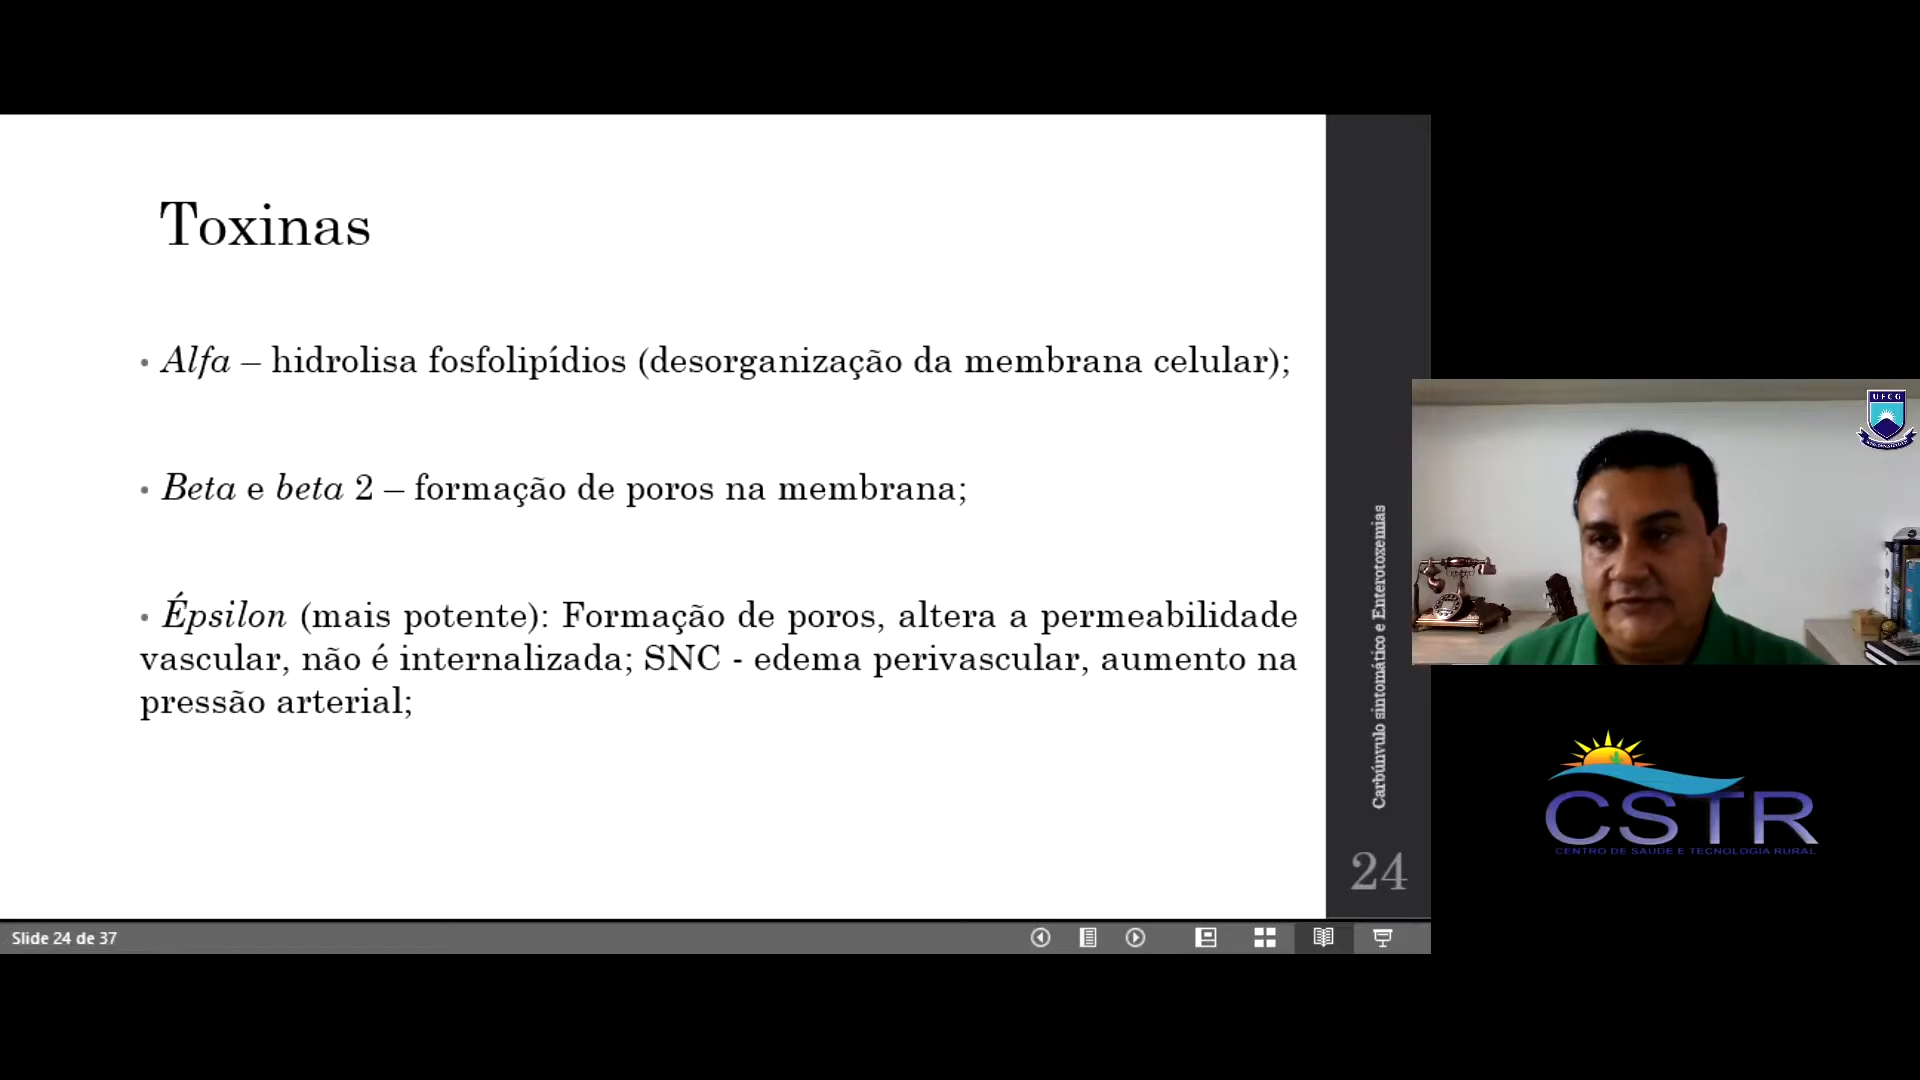 Toxinas
• Alfa – hidrolisa fosfolipídios (desorganização da membrana celular);
• Beta e beta 2 – formação de poros na membrana;
• Épsilon (mais potente): Formação de poros, altera a permeabilidade
vascular, não é internalizada; SNC - edema perivascular, aumento na
pressão arterial;
Carbúnvulo sintomático e Enterotoxemias
24
Slide 24 de 37
UFCG
CSTR
CENTRO DE SAÚDE E TECNOLOGIA RURAL